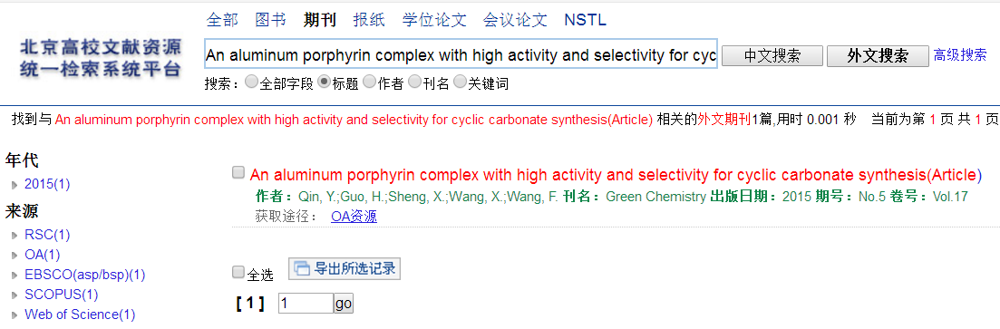 全部 图书 期刊 报纸 学位论文 会议论文 NSTL
北京高校文献资源
统一检索系统平台
An aluminum porphyrin complex with high activity and selectivity for cyc 中文搜索 外文搜索 高级搜索
搜索：全部字段 标题 作者 刊名 关键词
找到与 An aluminum porphyrin complex with high activity and selectivity for cyclic carbonate synthesis(Article) 相关的外文期刊1篇,用时 0.001 秒 当前为第 1 页 共 1 页
年代
2015(1)
来源
RSC(1)
OA(1)
EBSCO(asp/bsp)(1)
SCOPUS(1)
Web of Science(1)
An aluminum porphyrin complex with high activity and selectivity for cyclic carbonate synthesis(Article)
作者：Qin, Y.;Guo, H.;Sheng, X.;Wang, X.;Wang, F. 刊名：Green Chemistry 出版日期：2015 期号：No.5 卷号：Vol.17
获取途径： OA资源
全选 导出所选记录
[ 1 ] 1 go